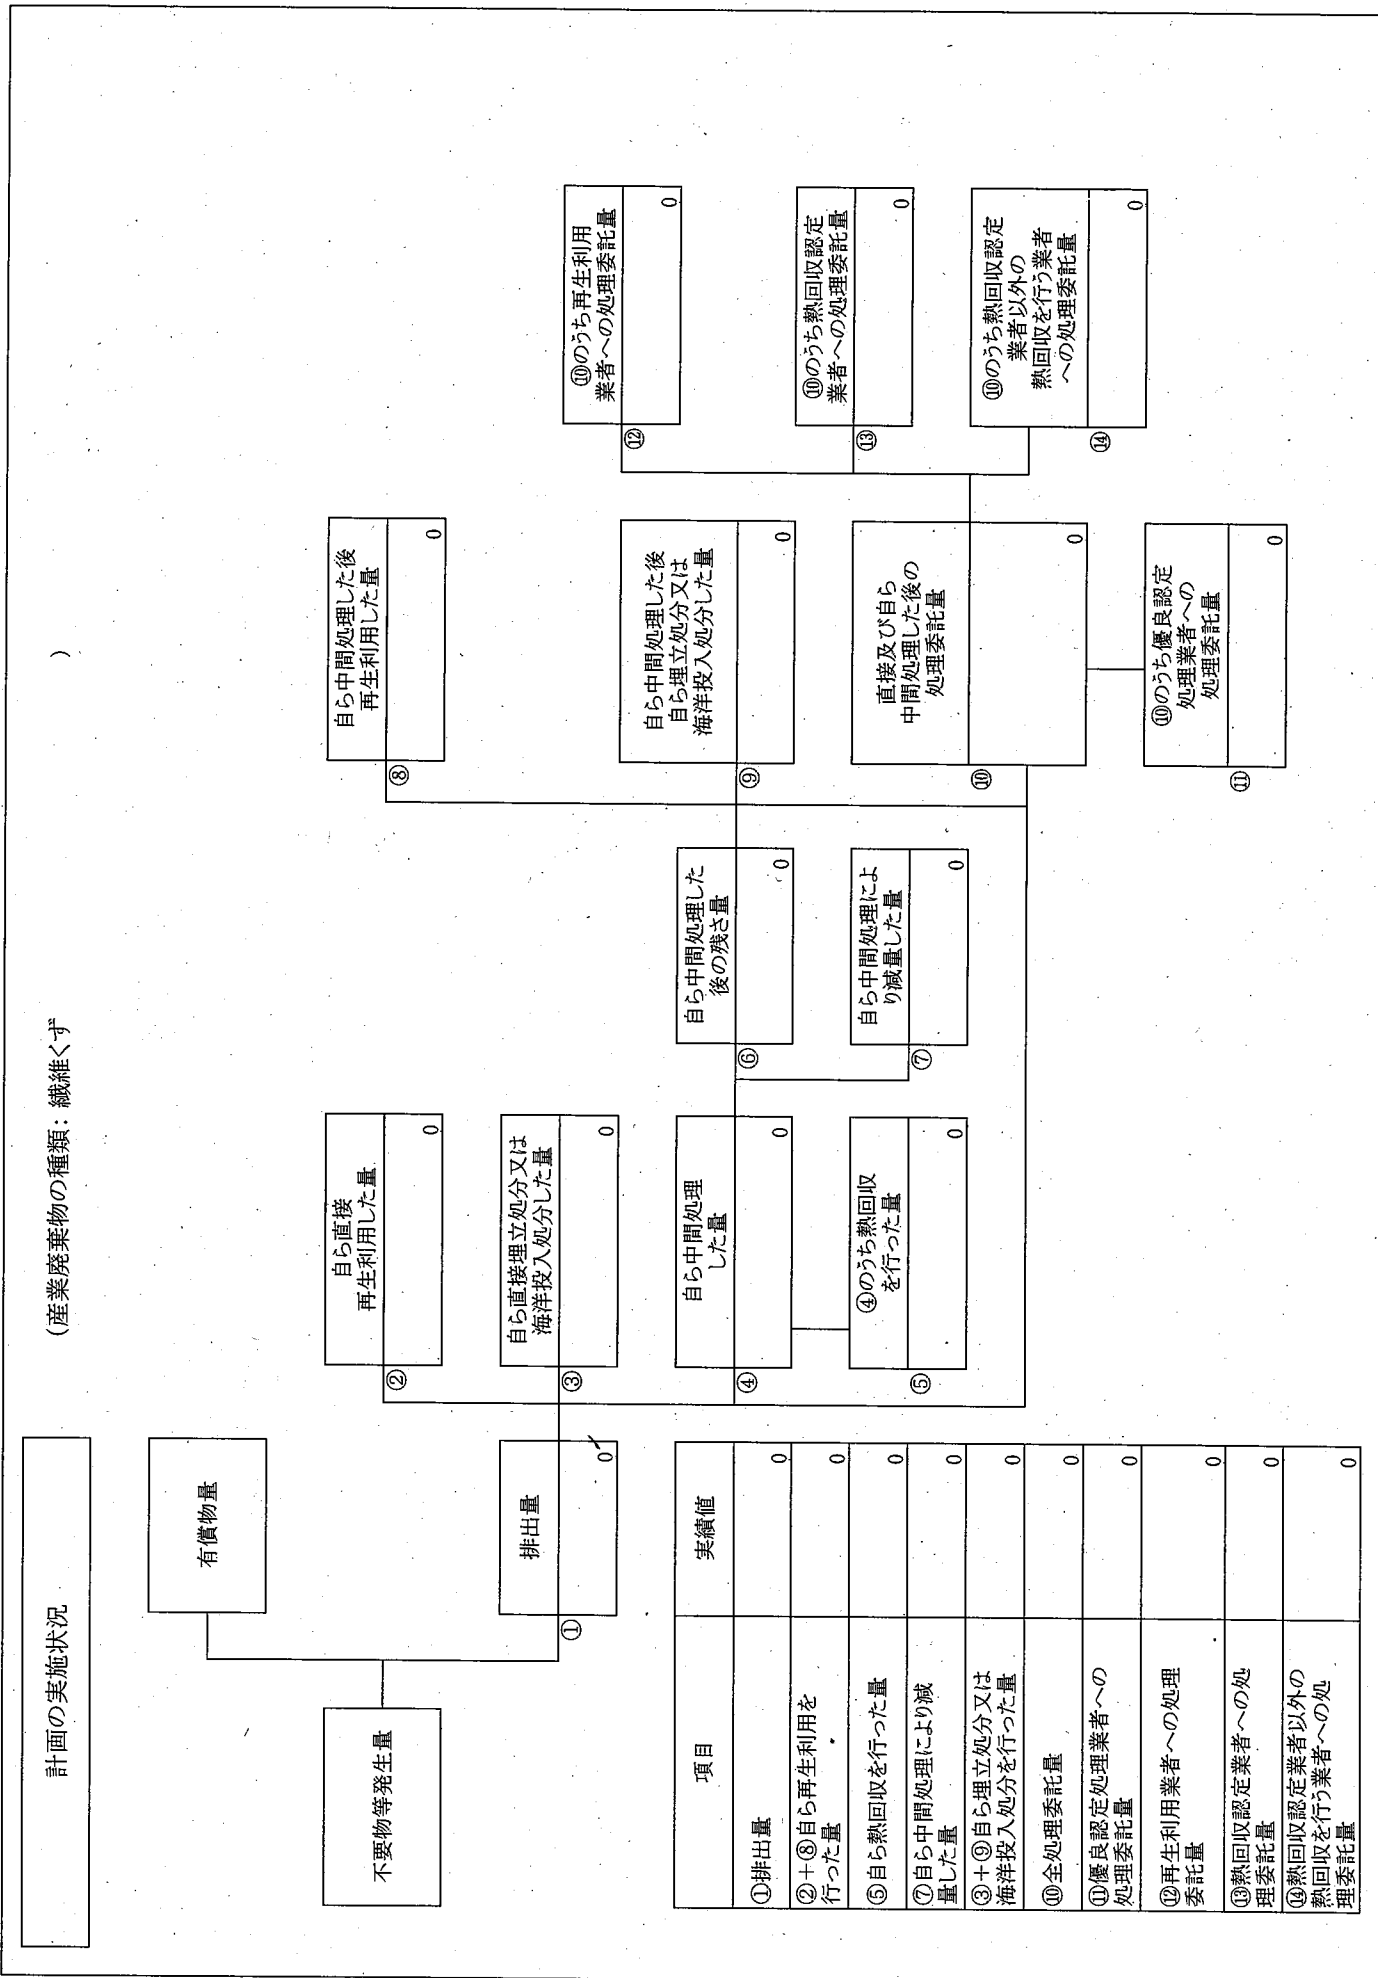 計画の実施状況
(産業廃棄物の種類：繊維くず
)
不要物等発生量
有償物量
①
排出量
0
②
自ら直接
再生利用した量
0
③
自ら直接埋立処分又は
海洋投入処分した量
0
④
自ら中間処理
した量
0
⑤
④のうち熱回収
を行った量
0
⑥
自ら中間処理した
後の残さ量
0
⑦
自ら中間処理によ
り減量した量
0
⑧
自ら中間処理した後
再生利用した量
0
⑨
自ら中間処理した後
自ら埋立処分又は
海洋投入処分した量
0
⑩
直接及び自ら
中間処理した後の
処理委託量
0
⑪
⑩のうち優良認定
処理業者への
処理委託量
0
⑫
⑩のうち再生利用
業者への処理委託量
0
⑬
⑩のうち熱回収認定
業者への処理委託量
0
⑭
⑩のうち熱回収認定
業者以外の
熱回収を行う業者
への処理委託量
0
項目 実績値
①排出量 0
②＋⑧自ら再生利用を
行った量 0
⑤自ら熱回収を行った量 0
⑦自ら中間処理により減
量した量 0
③＋⑨自ら埋立処分又は
海洋投入処分を行った量 0
⑩全処理委託量 0
⑪優良認定処理業者への
処理委託量 0
⑫再生利用業者への処理
委託量 0
⑬熱回収認定業者への処
理委託量 0
⑭熱回収認定業者以外の
熱回収を行う業者への処
理委託量 0